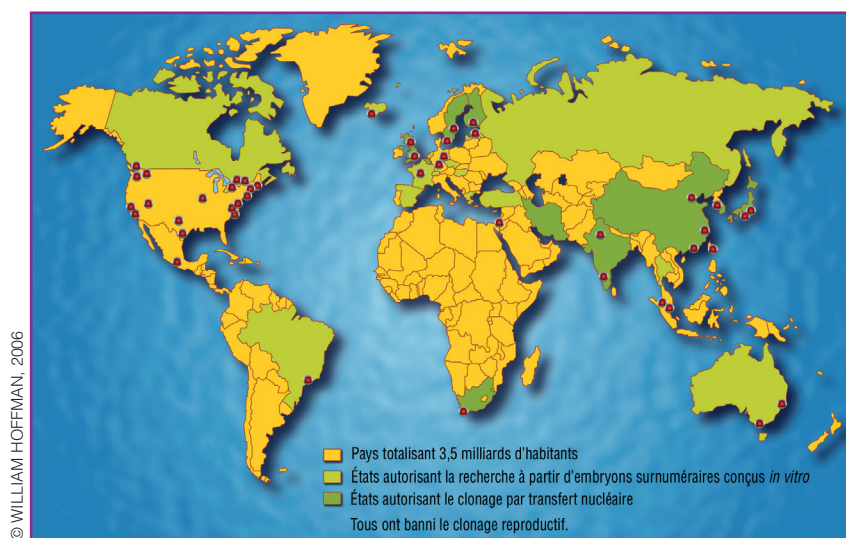 © WILLIAM HOFFMAN, 2006
Pays totalisant 3,5 milliards d'habitants
États autorisant la recherche à partir d'embryons surnuméraires conçus in vitro
États autorisant le clonage par transfert nucléaire
Tous ont banni le clonage reproductif.